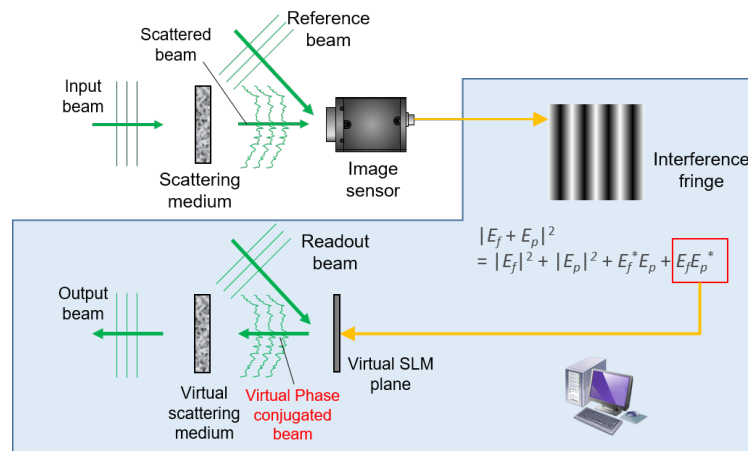 Reference
beam
Scattered
beam
Input
beam
Scattering
medium
Image
sensor
Interference
fringe
|E_f + E_p|^2
= |E_f|^2 + |E_p|^2 + E_f^*E_p + E_fE_p^*
Readout
beam
Output
beam
Virtual SLM
plane
Virtual
scattering
medium
Virtual Phase
conjugated
beam